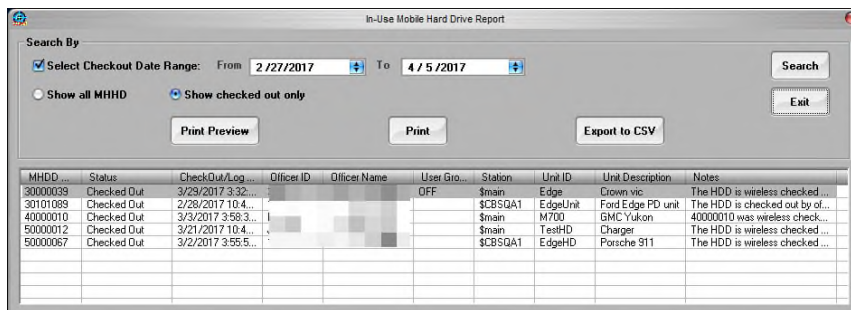 In-Use Mobile Hard Drive Report
Search By
Select Checkout Date Range: From 2 /27/2017 To 4 / 5 /2017 Search
Show all MHHD Show checked out only Exit
Print Preview Print Export to CSV
MHDD ... Status CheckOut/Log ... Officer ID Officer Name User Gro... Station Unit ID Unit Description Notes
30000039 Checked Out 3/29/2017 3:32:... OFF $main Edge Crown vic The HDD is wireless checked ...
30101089 Checked Out 2/28/2017 10:4... $CBSQA1 EdgeUnit Ford Edge PD unit The HDD is checked out by of...
40000010 Checked Out 3/3/2017 3:58:3... $main M700 GMC Yukon 40000010 was wireless check...
50000012 Checked Out 3/21/2017 10:4... $main TestHD Charger The HDD is wireless checked ...
50000067 Checked Out 3/2/2017 3:55:5... $CBSQA1 EdgeHD Porsche 911 The HDD is wireless checked ...